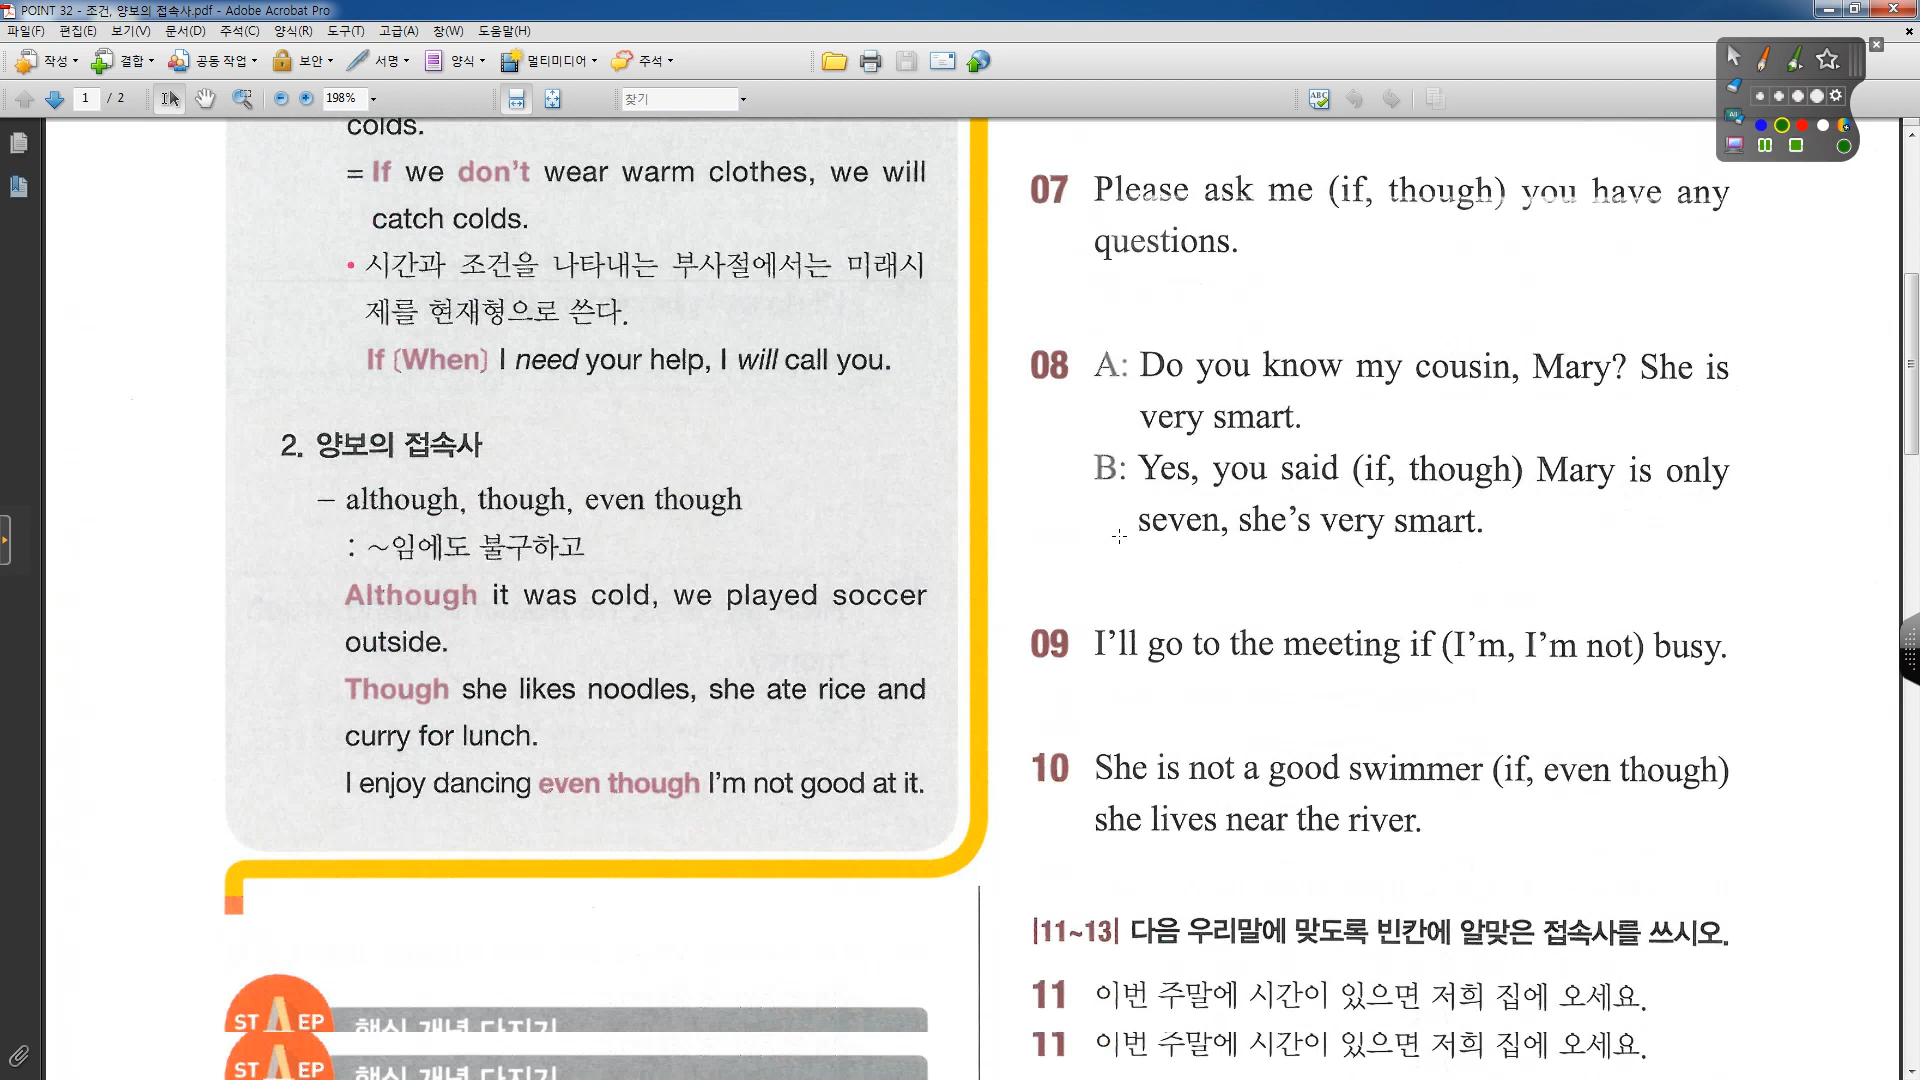 POINT 32 - 조건, 양보의 접속사.pdf - Adobe Acrobat Pro
파일(F) 편집(E) 보기(V) 문서(D) 주석(C) 양식(R) 도구(T) 고급(A) 창(W) 도움말(H)
작성 결합 공동 작업 보안 서명 양식 멀티미디어 주석
1 / 2 198% 찾기
colds.
= If we don't wear warm clothes, we will
catch colds.
• 시간과 조건을 나타내는 부사절에서는 미래시
제를 현재형으로 쓴다.
If (When) I need your help, I will call you.
2. 양보의 접속사
– although, though, even though
: ~임에도 불구하고
Although it was cold, we played soccer
outside.
Though she likes noodles, she ate rice and
curry for lunch.
I enjoy dancing even though I'm not good at it.
STEP A 핵심 개념 다지기
STEP A 핵심 개념 다지기
07 Please ask me (if, though) you have any
questions.
08 A: Do you know my cousin, Mary? She is
very smart.
B: Yes, you said (if, though) Mary is only
seven, she's very smart.
09 I'll go to the meeting if (I'm, I'm not) busy.
10 She is not a good swimmer (if, even though)
she lives near the river.
|11~13| 다음 우리말에 맞도록 빈칸에 알맞은 접속사를 쓰시오.
11 이번 주말에 시간이 있으면 저희 집에 오세요.
11 이번 주말에 시간이 있으면 저희 집에 오세요.